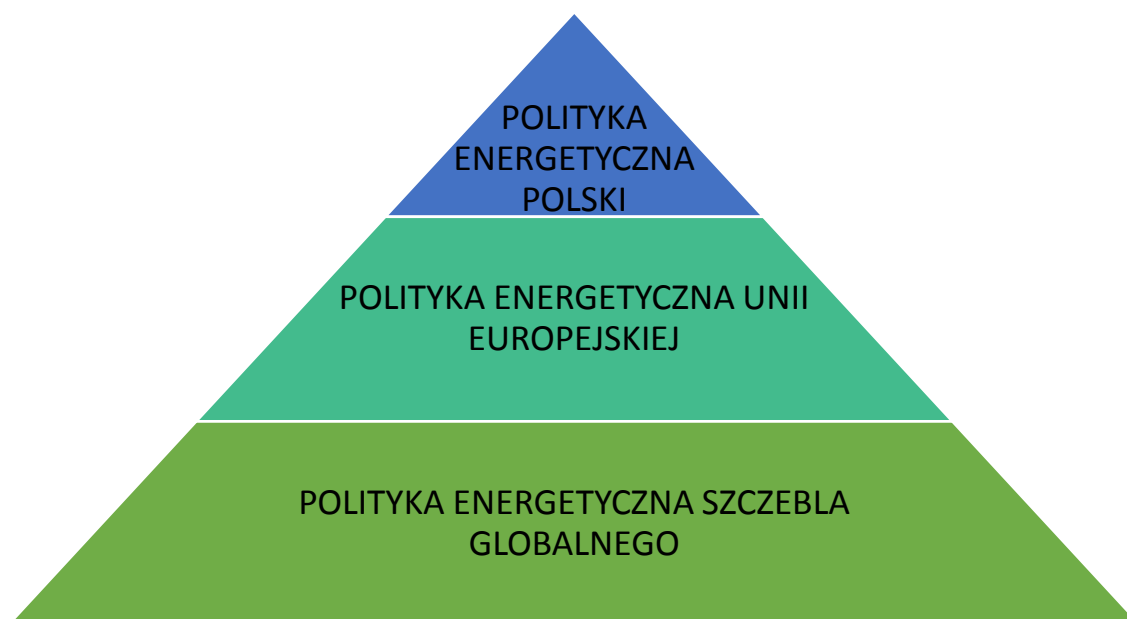 POLITYKA
ENERGETYCZNA
POLSKI
POLITYKA ENERGETYCZNA UNII
EUROPEJSKIEJ
POLITYKA ENERGETYCZNA SZCZEBLA
GLOBALNEGO